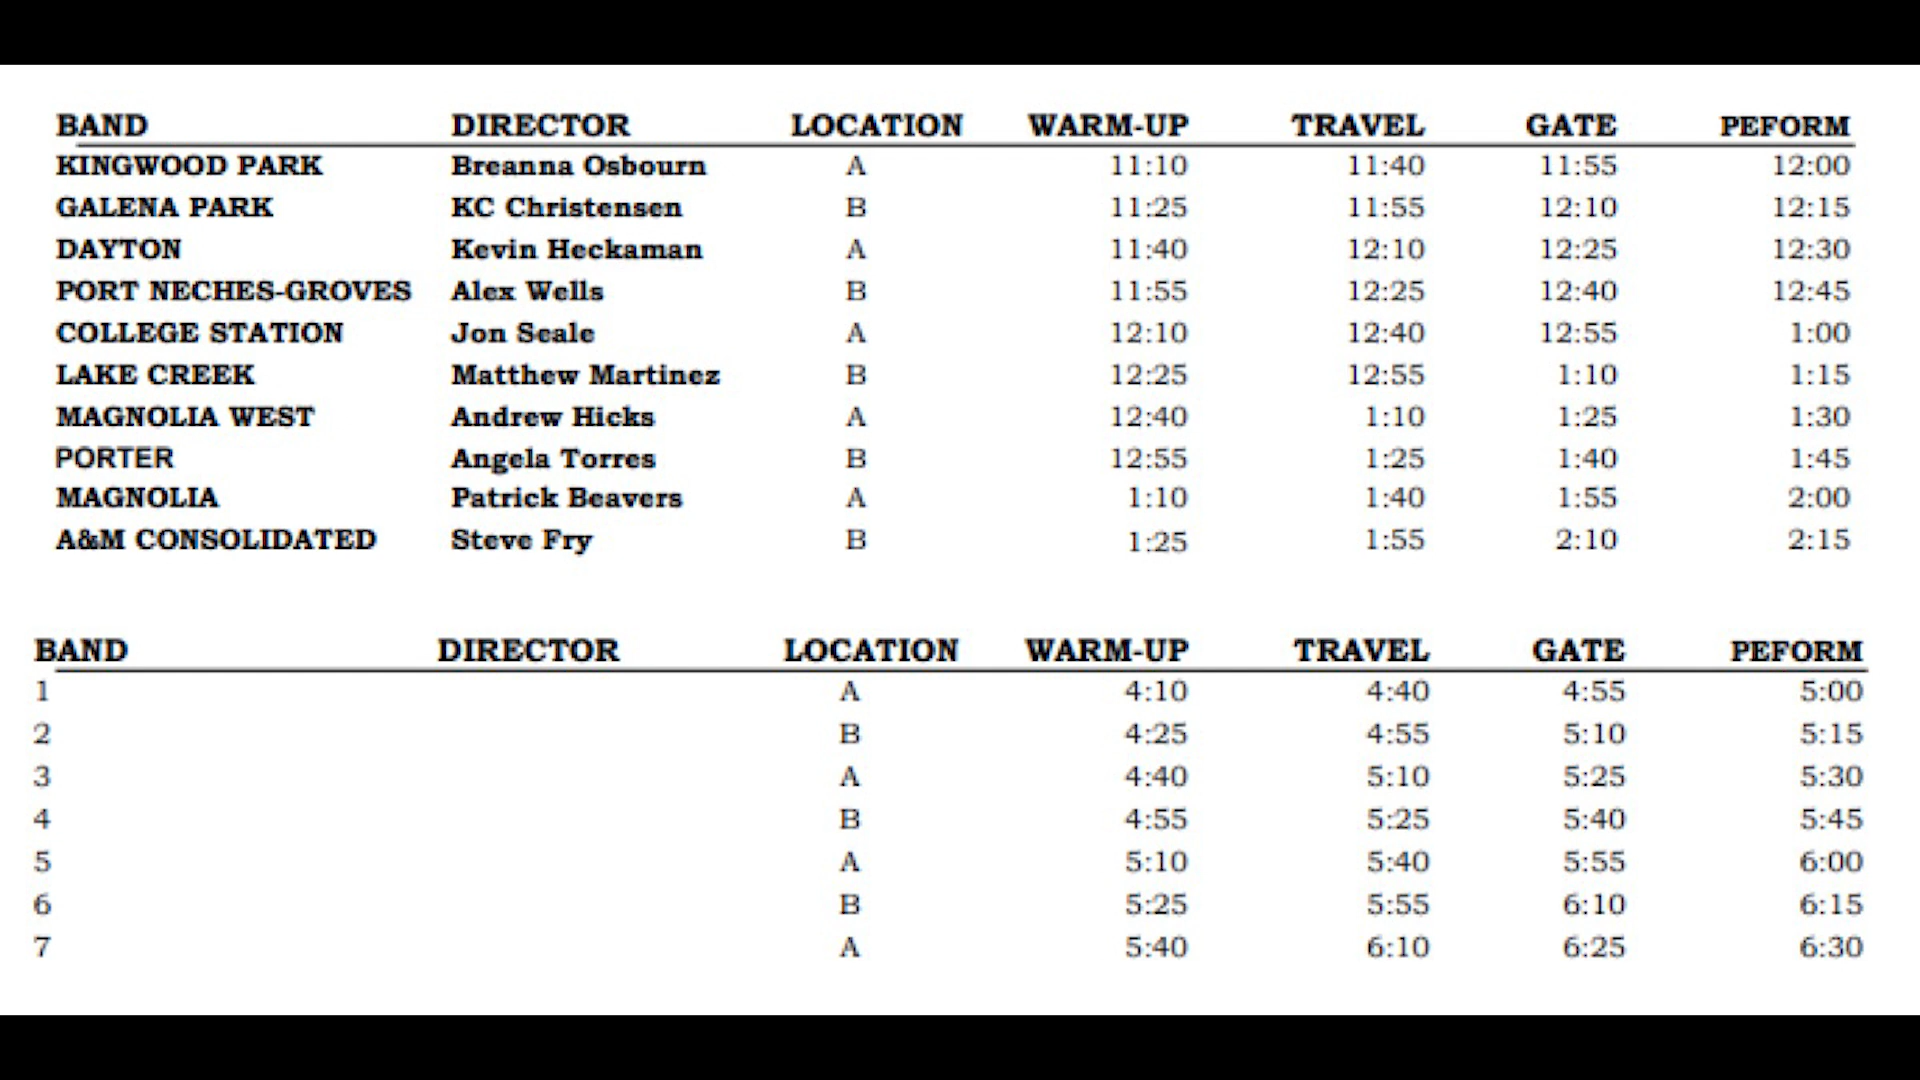 BAND DIRECTOR LOCATION WARM-UP TRAVEL GATE PEFORM
KINGWOOD PARK Breanna Osbourn A 11:10 11:40 11:55 12:00
GALENA PARK KC Christensen B 11:25 11:55 12:10 12:15
DAYTON Kevin Heckaman A 11:40 12:10 12:25 12:30
PORT NECHES-GROVES Alex Wells B 11:55 12:25 12:40 12:45
COLLEGE STATION Jon Seale A 12:10 12:40 12:55 1:00
LAKE CREEK Matthew Martinez B 12:25 12:55 1:10 1:15
MAGNOLIA WEST Andrew Hicks A 12:40 1:10 1:25 1:30
PORTER Angela Torres B 12:55 1:25 1:40 1:45
MAGNOLIA Patrick Beavers A 1:10 1:40 1:55 2:00
A&M CONSOLIDATED Steve Fry B 1:25 1:55 2:10 2:15
BAND DIRECTOR LOCATION WARM-UP TRAVEL GATE PEFORM
1 A 4:10 4:40 4:55 5:00
2 B 4:25 4:55 5:10 5:15
3 A 4:40 5:10 5:25 5:30
4 B 4:55 5:25 5:40 5:45
5 A 5:10 5:40 5:55 6:00
6 B 5:25 5:55 6:10 6:15
7 A 5:40 6:10 6:25 6:30